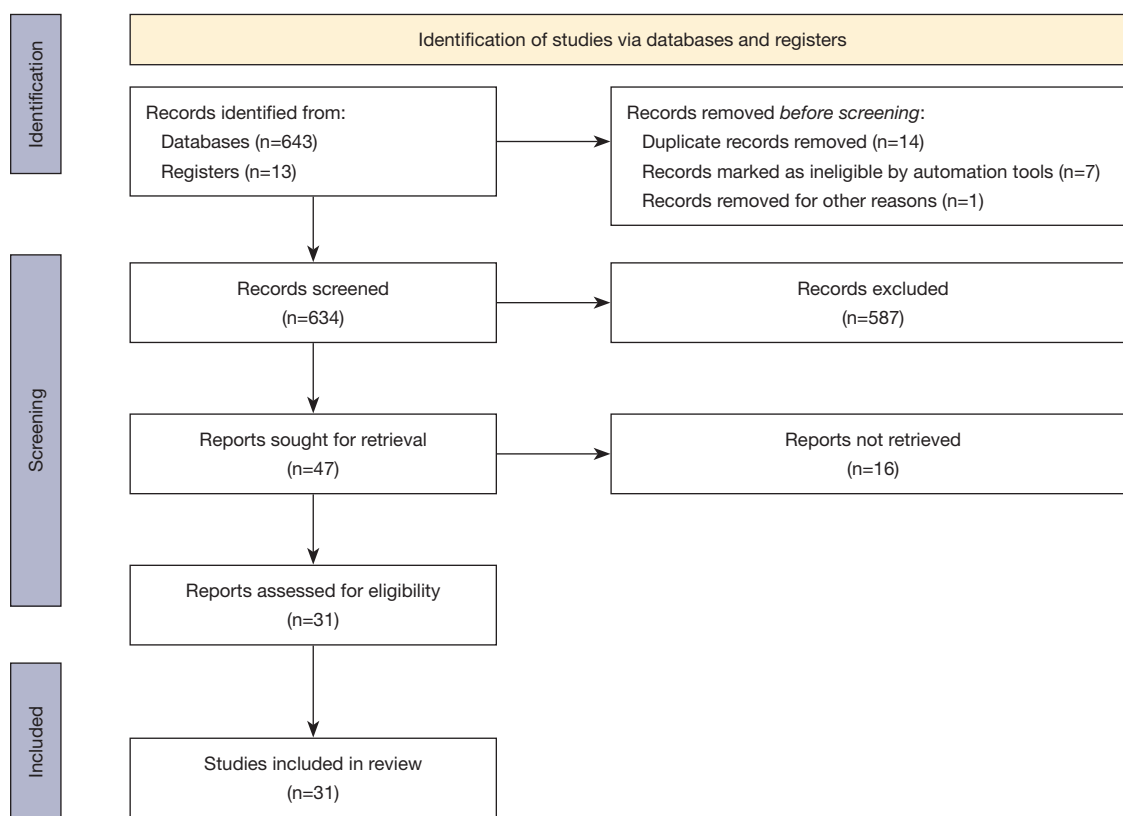 Identification of studies via databases and registers
Identification
Records identified from:
Databases (n=643)
Registers (n=13)
Records removed before screening:
Duplicate records removed (n=14)
Records marked as ineligible by automation tools (n=7)
Records removed for other reasons (n=1)
Screening
Records screened
(n=634)
Records excluded
(n=587)
Reports sought for retrieval
(n=47)
Reports not retrieved
(n=16)
Reports assessed for eligibility
(n=31)
Included
Studies included in review
(n=31)